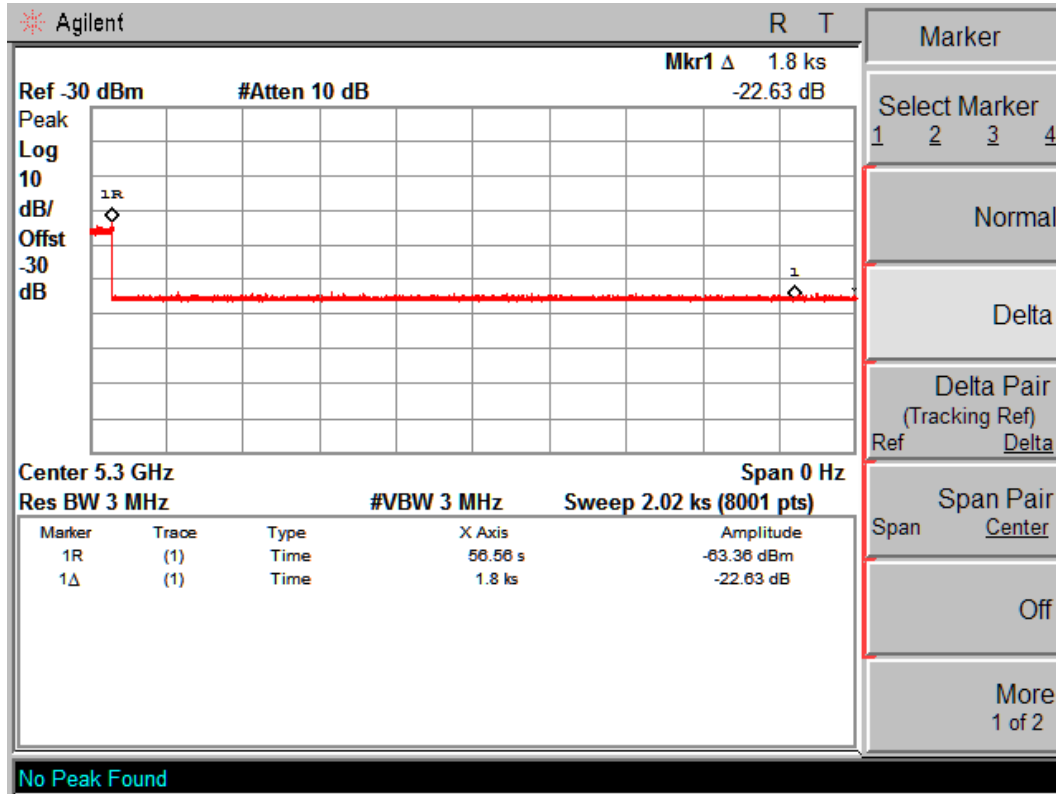 Agilent R T
Mkr1 Δ 1.8 ks
Ref -30 dBm #Atten 10 dB -22.63 dB
Peak
Log
10
dB/
Offst
-30
dB
1R
1
Center 5.3 GHz Span 0 Hz
Res BW 3 MHz #VBW 3 MHz Sweep 2.02 ks (8001 pts)
Marker Trace Type X Axis Amplitude
1R (1) Time 56.56 s -63.36 dBm
1Δ (1) Time 1.8 ks -22.63 dB
No Peak Found
Marker
Select Marker
1 2 3 4
Normal
Delta
Delta Pair
(Tracking Ref)
Ref Delta
Span Pair
Span Center
Off
More
1 of 2